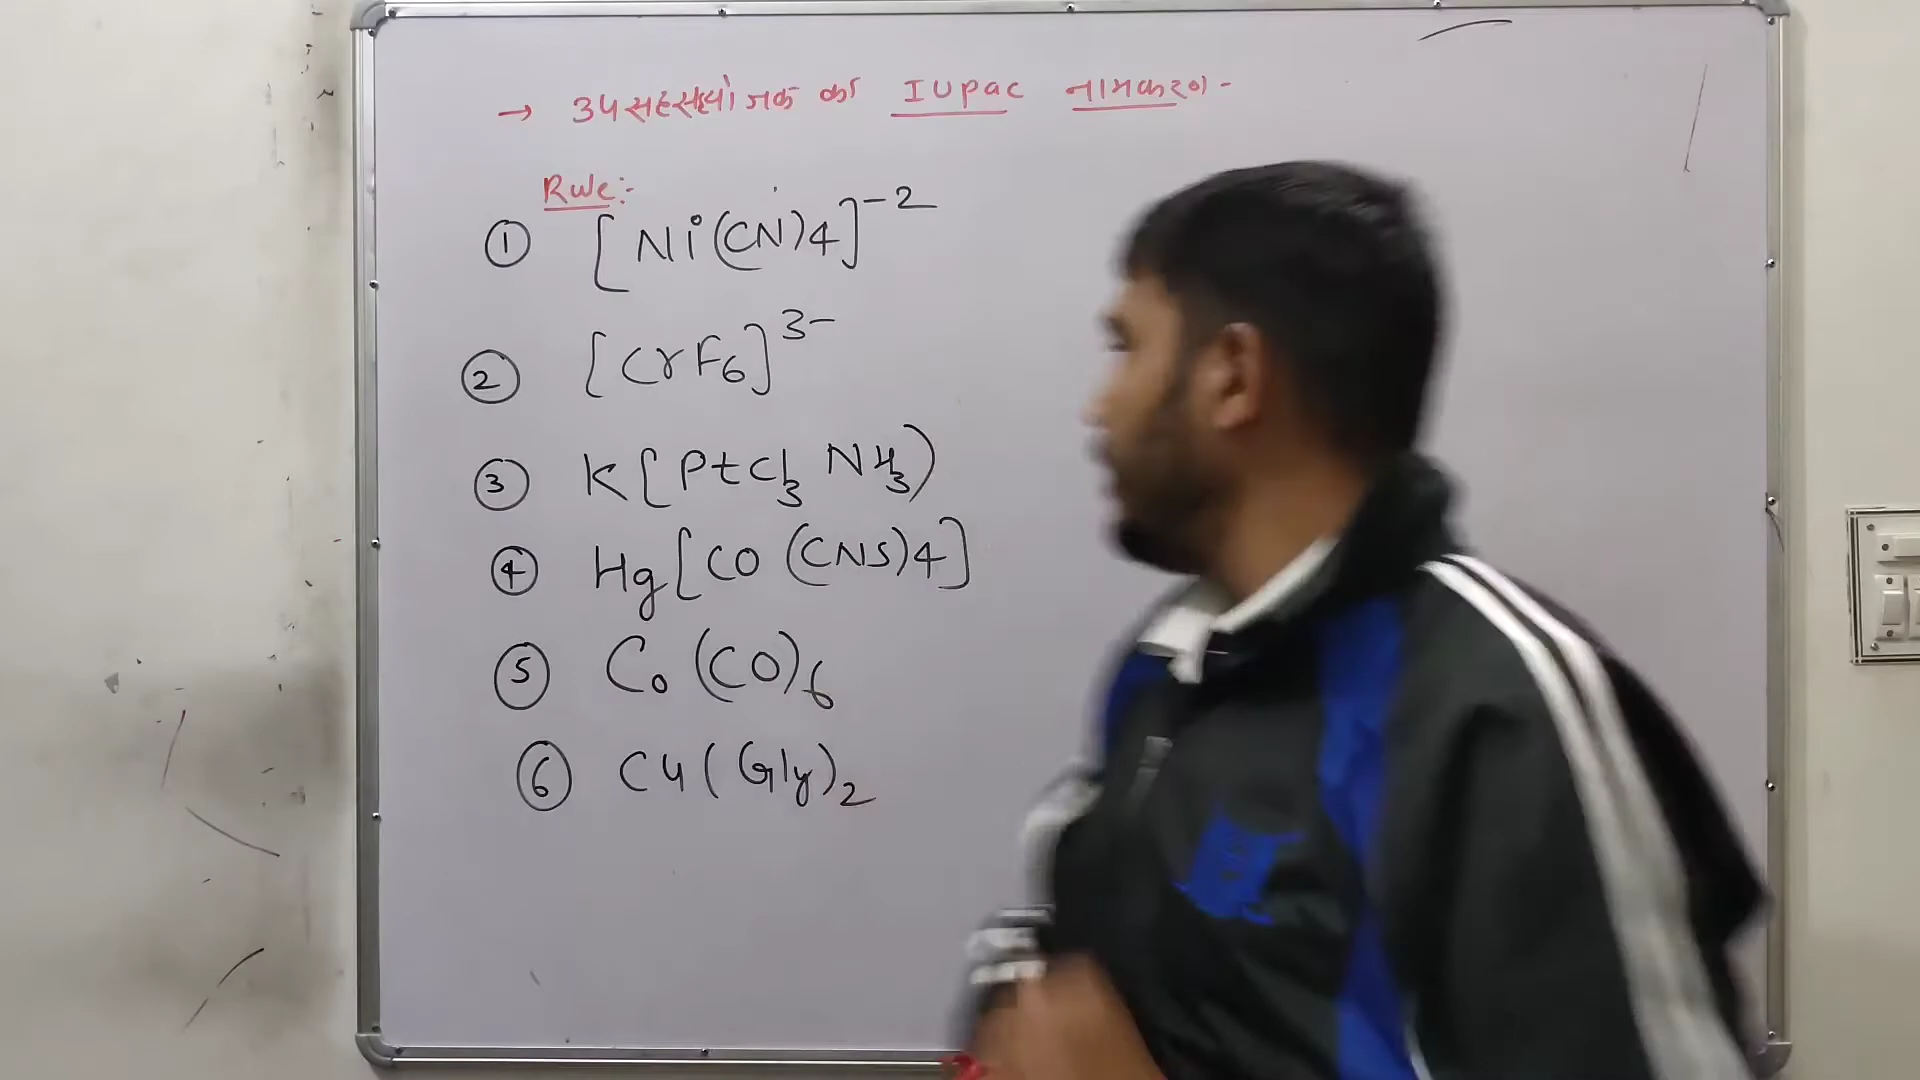 → उपसहसंयोजक का IUpac नामकरण -
Rule:-
① [Ni(CN)4]⁻²
② [CrF₆]³⁻
③ K[PtCl₃ NH₃)
④ Hg[CO (CNS)4]
⑤ Co(CO)₆
⑥ Cu(Gly)₂